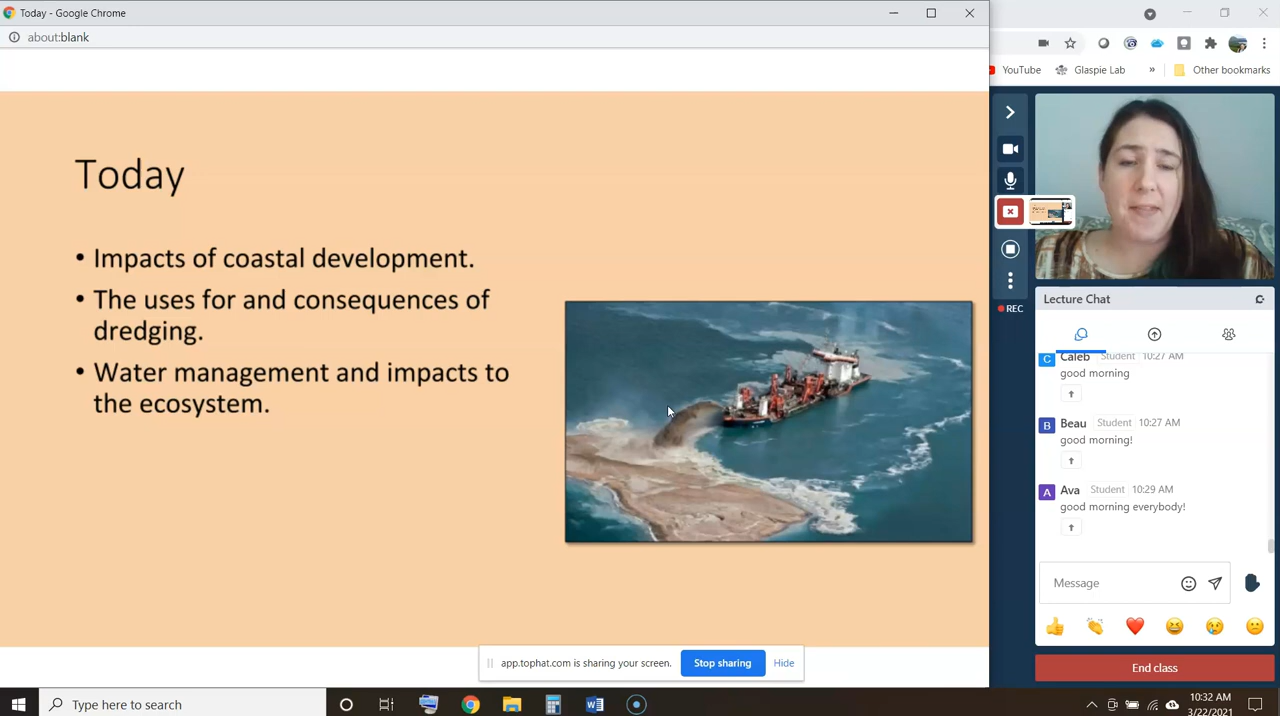 Today - Google Chrome
about:blank
YouTube
Glaspie Lab
»
Other bookmarks
Today
• Impacts of coastal development.
• The uses for and consequences of
dredging.
• Water management and impacts to
the ecosystem.
REC
Lecture Chat
C Caleb Student 10:27 AM
good morning
B Beau Student 10:27 AM
good morning!
A Ava Student 10:29 AM
good morning everybody!
Message
End class
app.tophat.com is sharing your screen. Stop sharing Hide
Type here to search
10:32 AM
3/22/2021